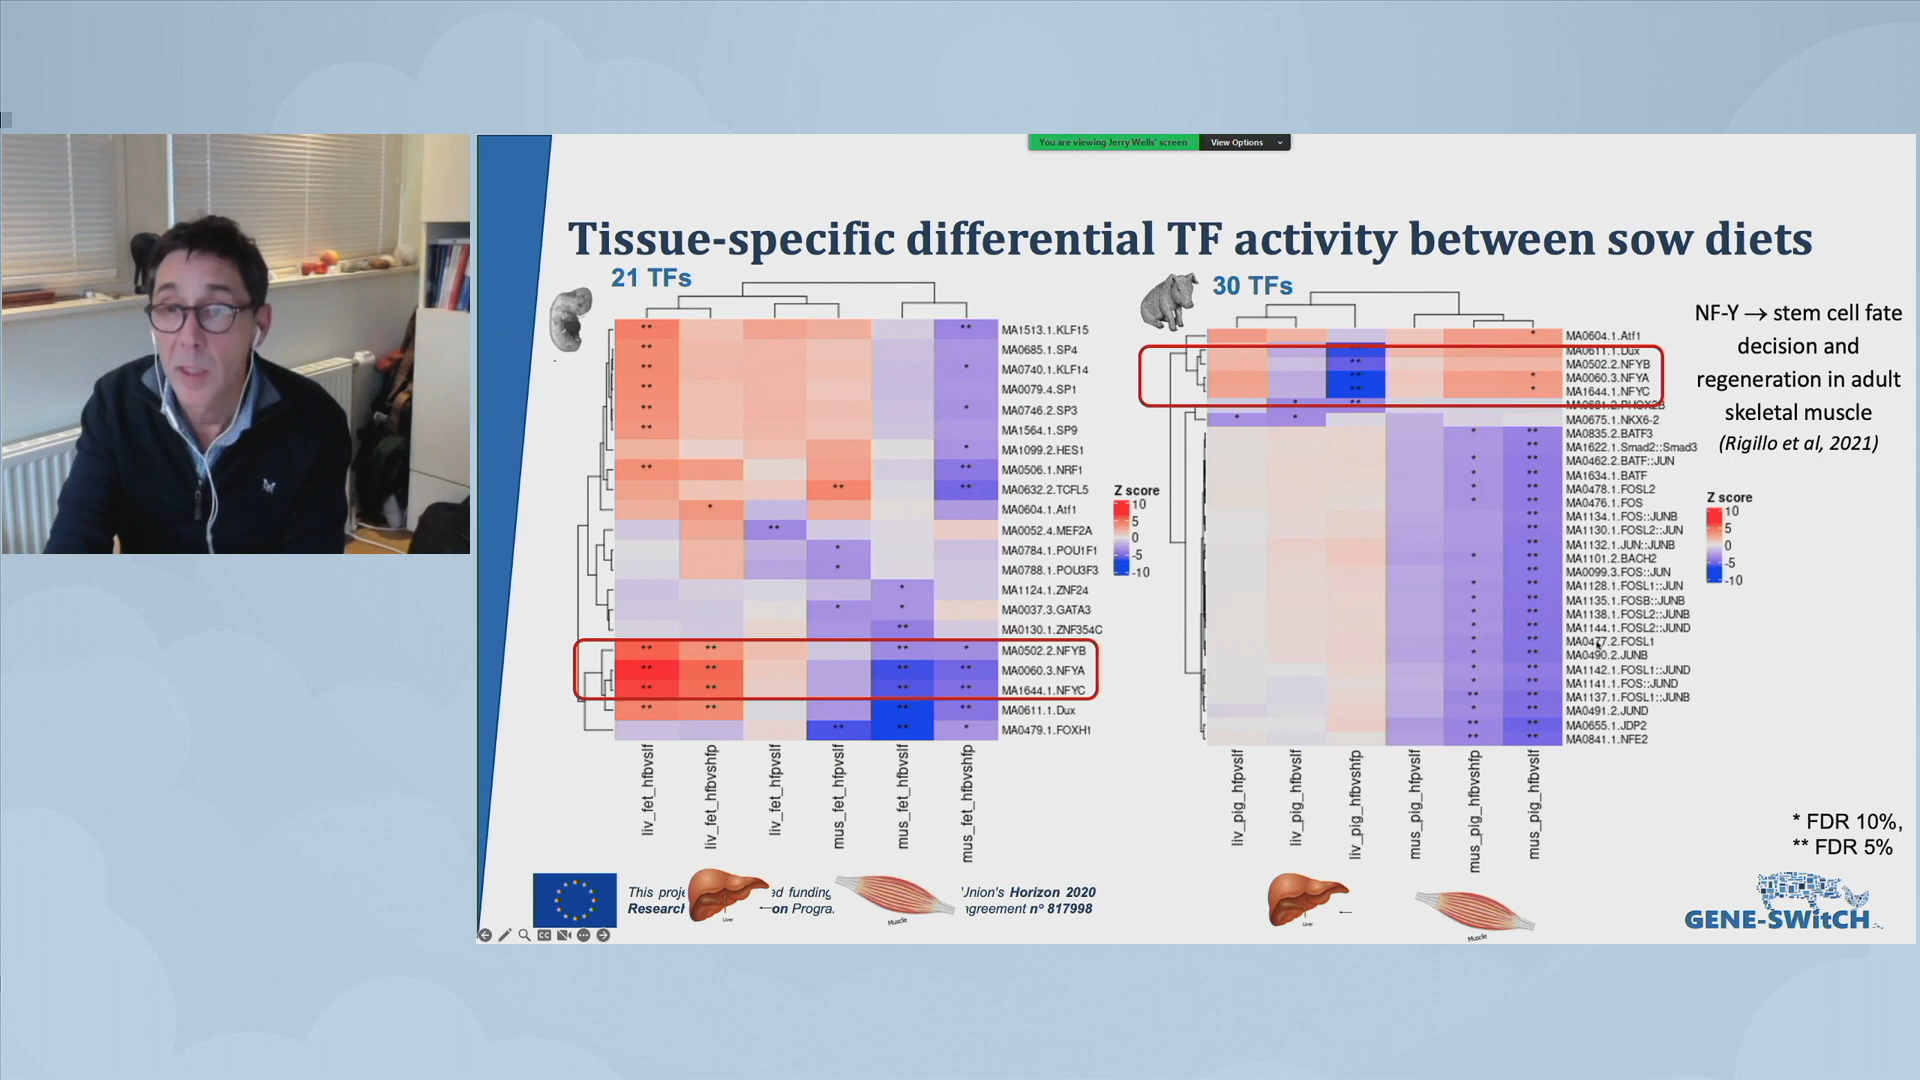 You are viewing Jerry Wells' screen
View Options
Tissue-specific differential TF activity between sow diets
21 TFs
MA1513.1.KLF15
MA0685.1.SP4
MA0740.1.KLF14
MA0079.4.SP1
MA0746.2.SP3
MA1564.1.SP9
MA1099.2.HES1
MA0506.1.NRF1
MA0632.2.TCFL5
MA0604.1.Atf1
MA0052.4.MEF2A
MA0784.1.POU1F1
MA0788.1.POU3F3
MA1124.1.ZNF24
MA0037.3.GATA3
MA0130.1.ZNF354C
MA0502.2.NFYB
MA0060.3.NFYA
MA1644.1.NFYC
MA0611.1.Dux
MA0479.1.FOXH1
liv_fet_hfbvslf
liv_fet_hfbvshfp
liv_fet_hfpvslf
mus_fet_hfpvslf
mus_fet_hfbvslf
mus_fet_hfbvshfp
Z score
10
5
0
-5
-10
30 TFs
MA0604.1.Atf1
MA0611.1.Dux
MA0502.2.NFYB
MA0060.3.NFYA
MA1644.1.NFYC
MA0681.2.PHOX2B
MA0675.1.NKX6-2
MA0835.2.BATF3
MA1622.1.Smad2::Smad3
MA0462.2.BATF::JUN
MA1634.1.BATF
MA0478.1.FOSL2
MA0476.1.FOS
MA1134.1.FOS::JUNB
MA1130.1.FOSL2::JUN
MA1132.1.JUN::JUNB
MA1101.2.BACH2
MA0099.3.FOS::JUN
MA1128.1.FOSL1::JUN
MA1135.1.FOSB::JUNB
MA1138.1.FOSL2::JUNB
MA1144.1.FOSL2::JUND
MA0477.2.FOSL1
MA0490.2.JUNB
MA1142.1.FOSL1::JUND
MA1141.1.FOS::JUND
MA1137.1.FOSL1::JUNB
MA0491.2.JUND
MA0655.1.JDP2
MA0841.1.NFE2
liv_pig_hfpvslf
liv_pig_hfbvslf
liv_pig_hfbvshfp
mus_pig_hfpvslf
mus_pig_hfbvshfp
mus_pig_hfbvslf
Z score
10
5
0
-5
-10
NF-Y → stem cell fate
decision and
regeneration in adult
skeletal muscle
(Rigillo et al, 2021)
* FDR 10%,
** FDR 5%
This proje ed funding Union's Horizon 2020
Research on Progra. agreement nº 817998
Liver
Muscle
Liver
Muscle
GENE-SWitCH
CC